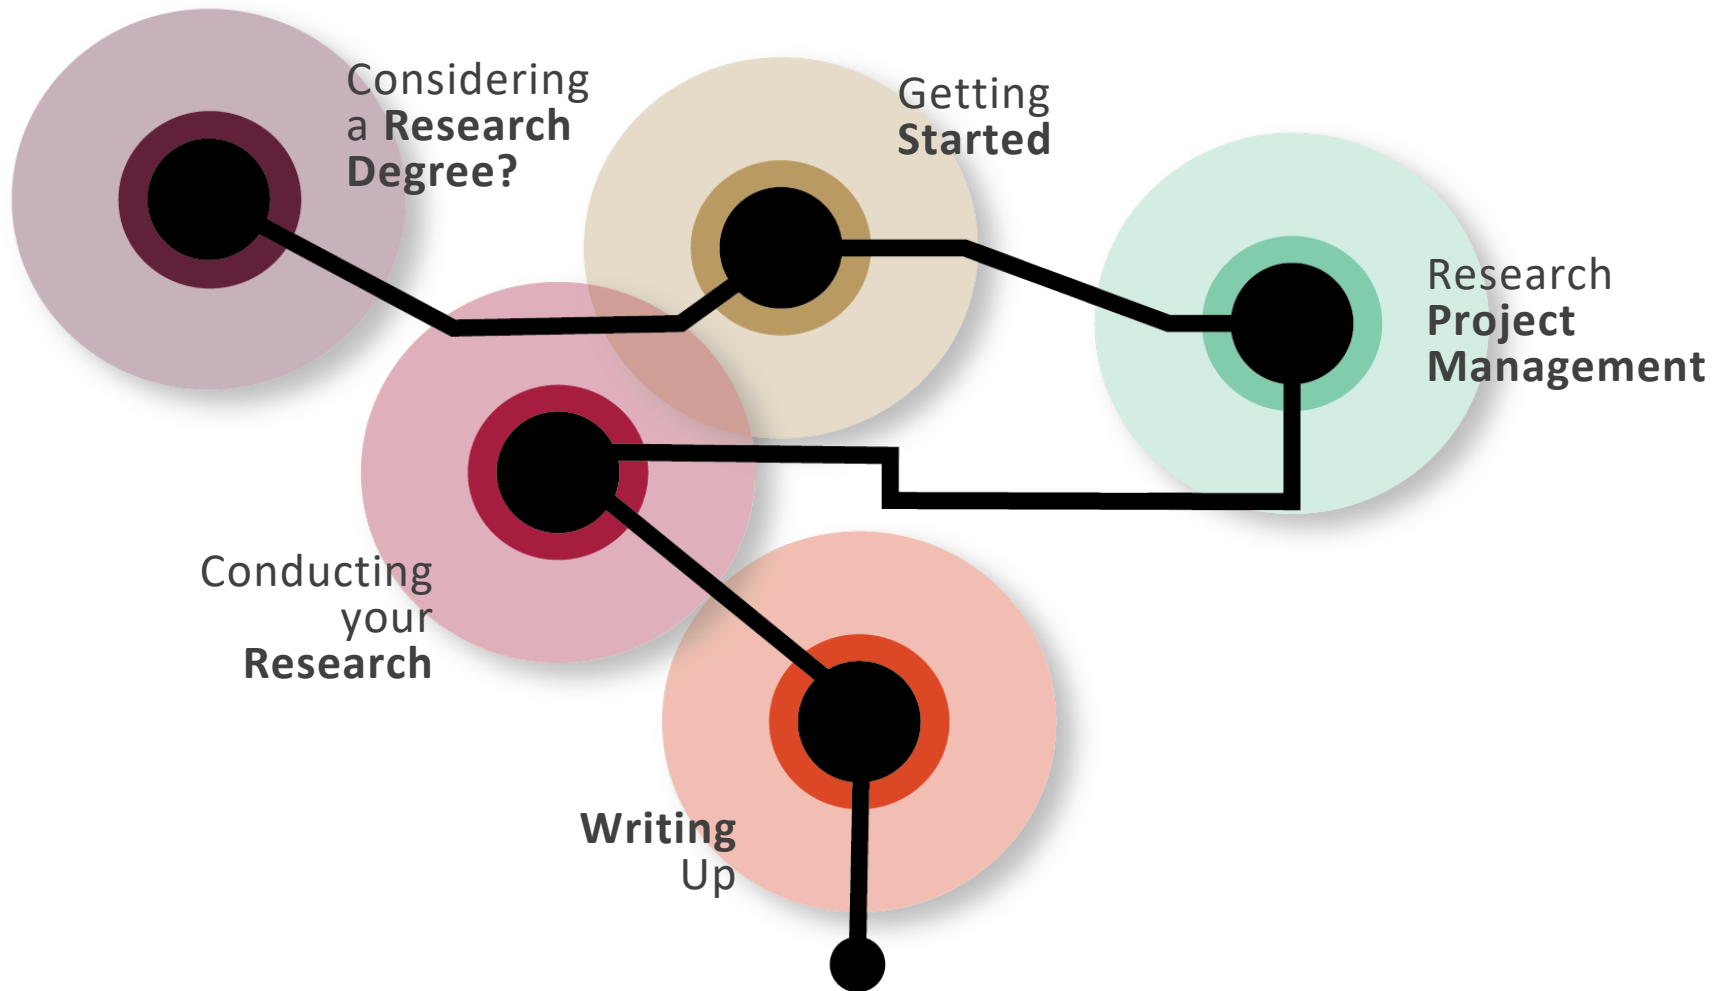 Considering
a Research
Degree?
Getting
Started
Research
Project
Management
Conducting
your
Research
Writing
Up